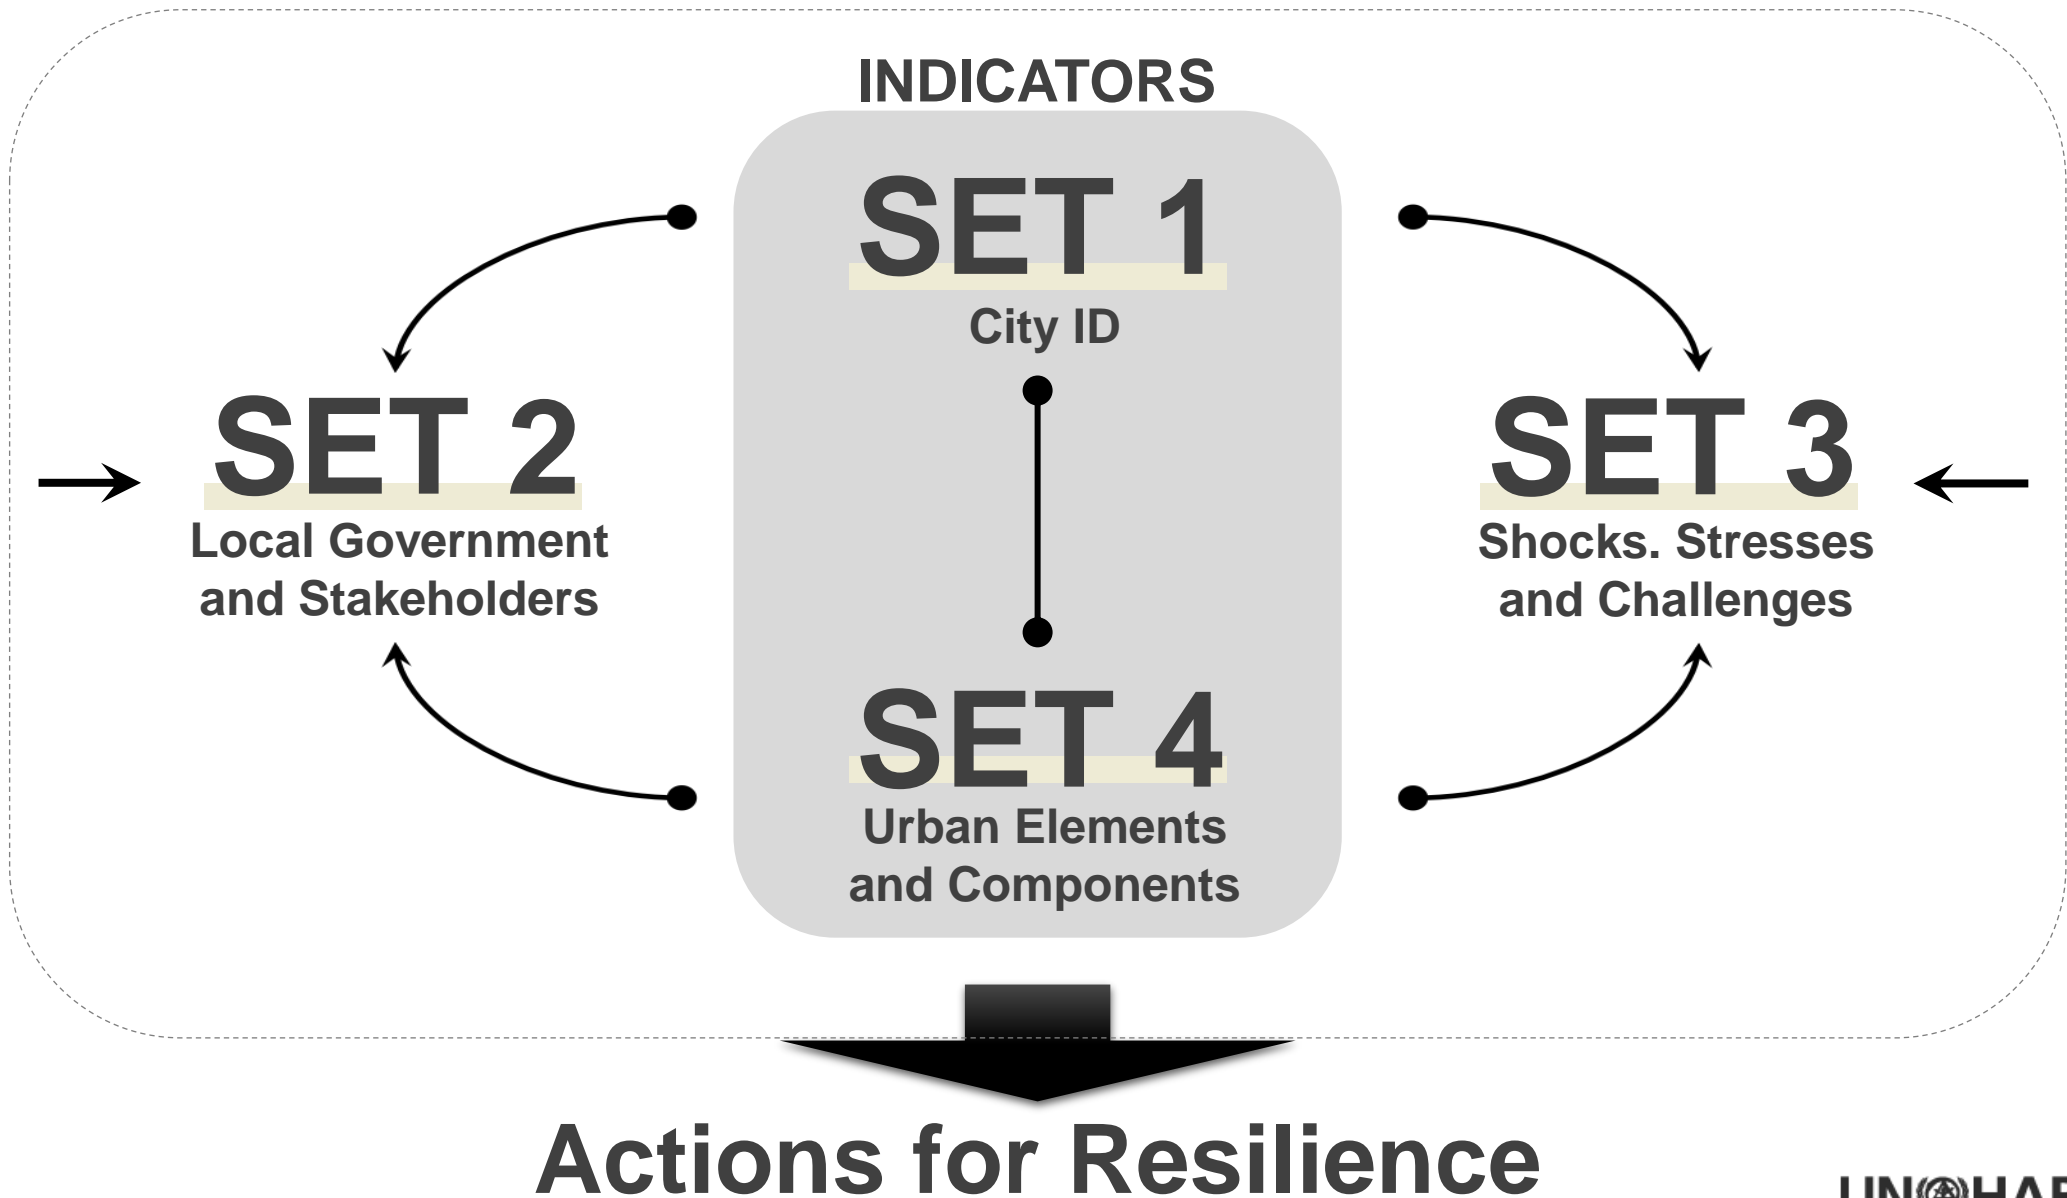 INDICATORS
SET 1
City ID
SET 2
Local Government
and Stakeholders
SET 3
Shocks. Stresses
and Challenges
SET 4
Urban Elements
and Components
Actions for Resilience